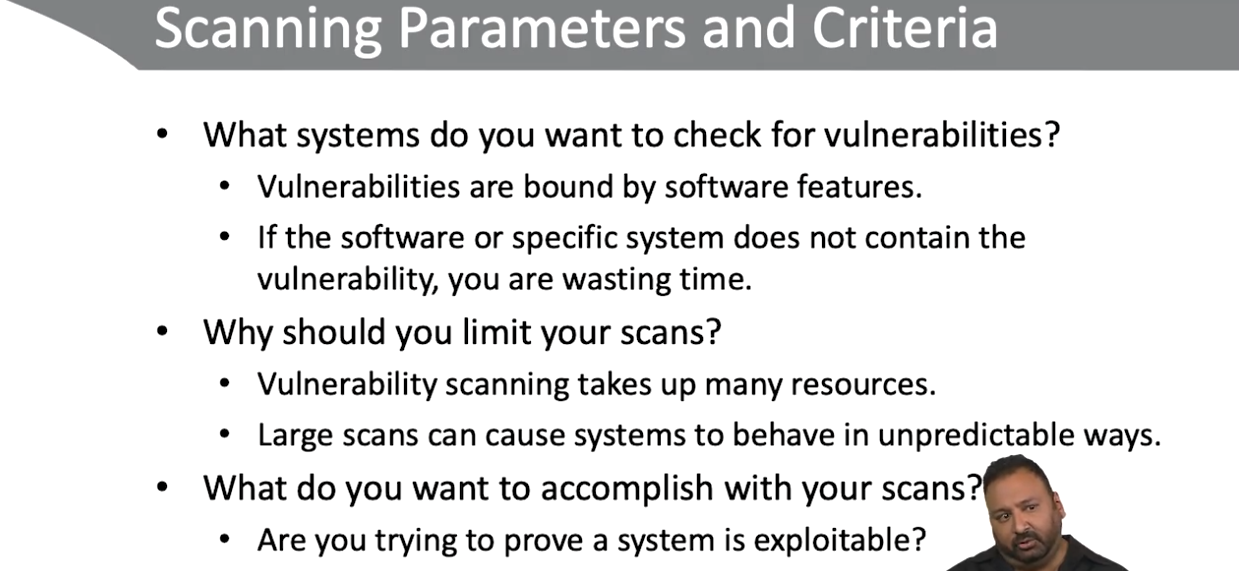 Scanning Parameters and Criteria
• What systems do you want to check for vulnerabilities?
• Vulnerabilities are bound by software features.
• If the software or specific system does not contain the
vulnerability, you are wasting time.
• Why should you limit your scans?
• Vulnerability scanning takes up many resources.
• Large scans can cause systems to behave in unpredictable ways.
• What do you want to accomplish with your scans?
• Are you trying to prove a system is exploitable?